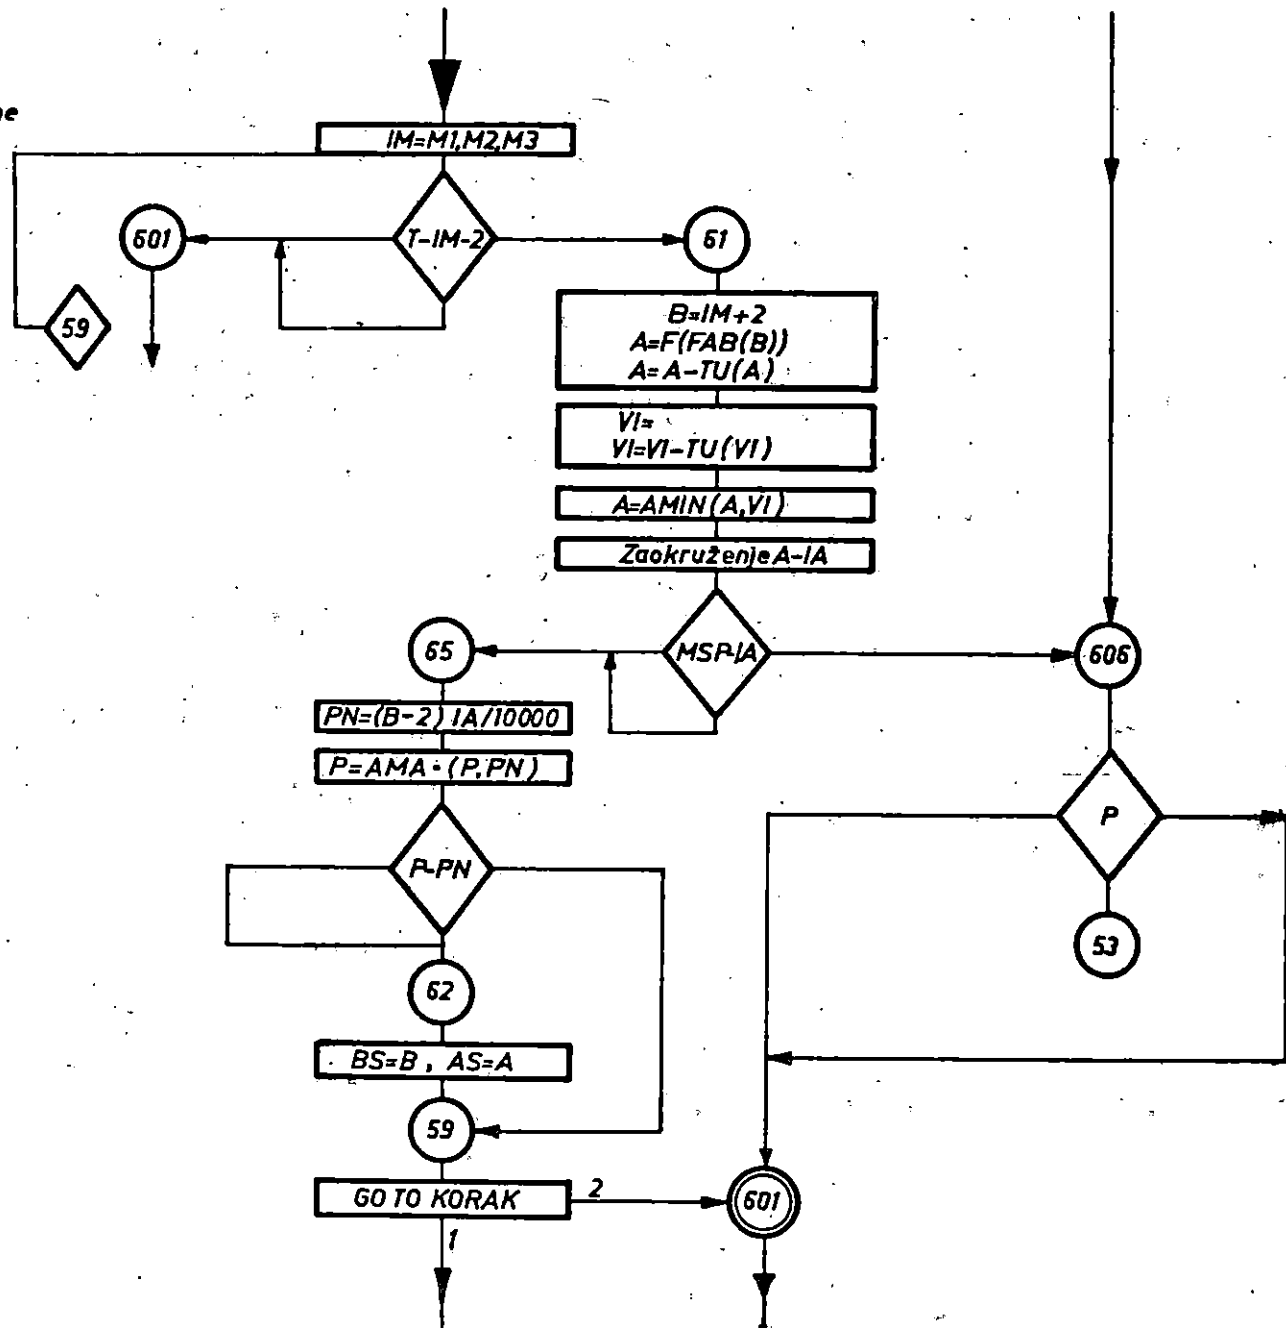 ne
IM=M1,M2,M3
T-IM-2
601
61
59
B=IM+2
A=F(FAB(B))
A=A-TU(A)
VI=
VI=VI-TU(VI)
A=AMIN(A,VI)
Zaokruženje A-IA
MSP-IA
65
606
PN=(B-2) IA/10000
P=AMA·(P,PN)
P
P-PN
53
62
BS=B, AS=A
59
GO TO KORAK
2
601
1